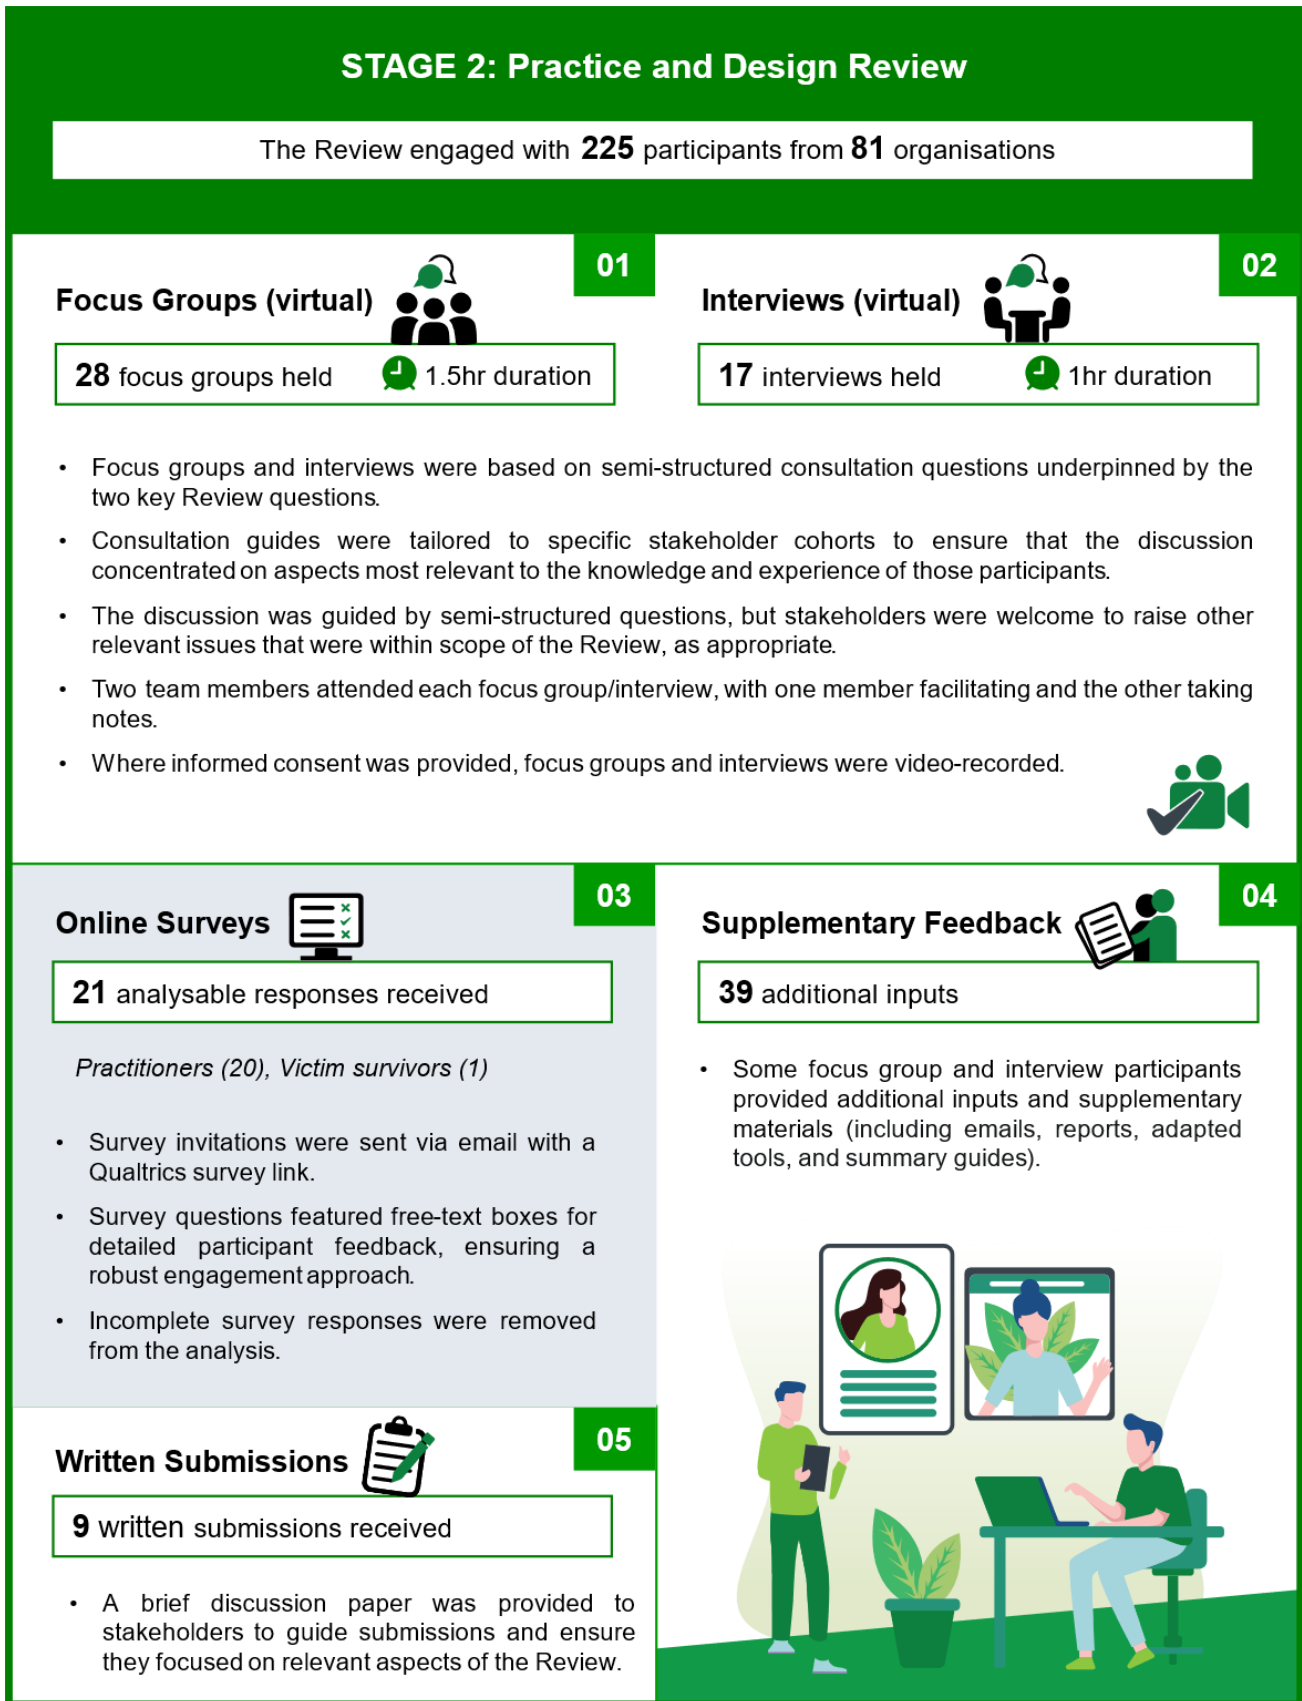 STAGE 2: Practice and Design Review
The Review engaged with 225 participants from 81 organisations
01
Focus Groups (virtual)
28 focus groups held 1.5hr duration
02
Interviews (virtual)
17 interviews held 1hr duration
• Focus groups and interviews were based on semi-structured consultation questions underpinned by the
two key Review questions.
• Consultation guides were tailored to specific stakeholder cohorts to ensure that the discussion
concentrated on aspects most relevant to the knowledge and experience of those participants.
• The discussion was guided by semi-structured questions, but stakeholders were welcome to raise other
relevant issues that were within scope of the Review, as appropriate.
• Two team members attended each focus group/interview, with one member facilitating and the other taking
notes.
• Where informed consent was provided, focus groups and interviews were video-recorded.
03
Online Surveys
21 analysable responses received
Practitioners (20), Victim survivors (1)
• Survey invitations were sent via email with a
Qualtrics survey link.
• Survey questions featured free-text boxes for
detailed participant feedback, ensuring a
robust engagement approach.
• Incomplete survey responses were removed
from the analysis.
04
Supplementary Feedback
39 additional inputs
• Some focus group and interview participants
provided additional inputs and supplementary
materials (including emails, reports, adapted
tools, and summary guides).
05
Written Submissions
9 written submissions received
• A brief discussion paper was provided to
stakeholders to guide submissions and ensure
they focused on relevant aspects of the Review.